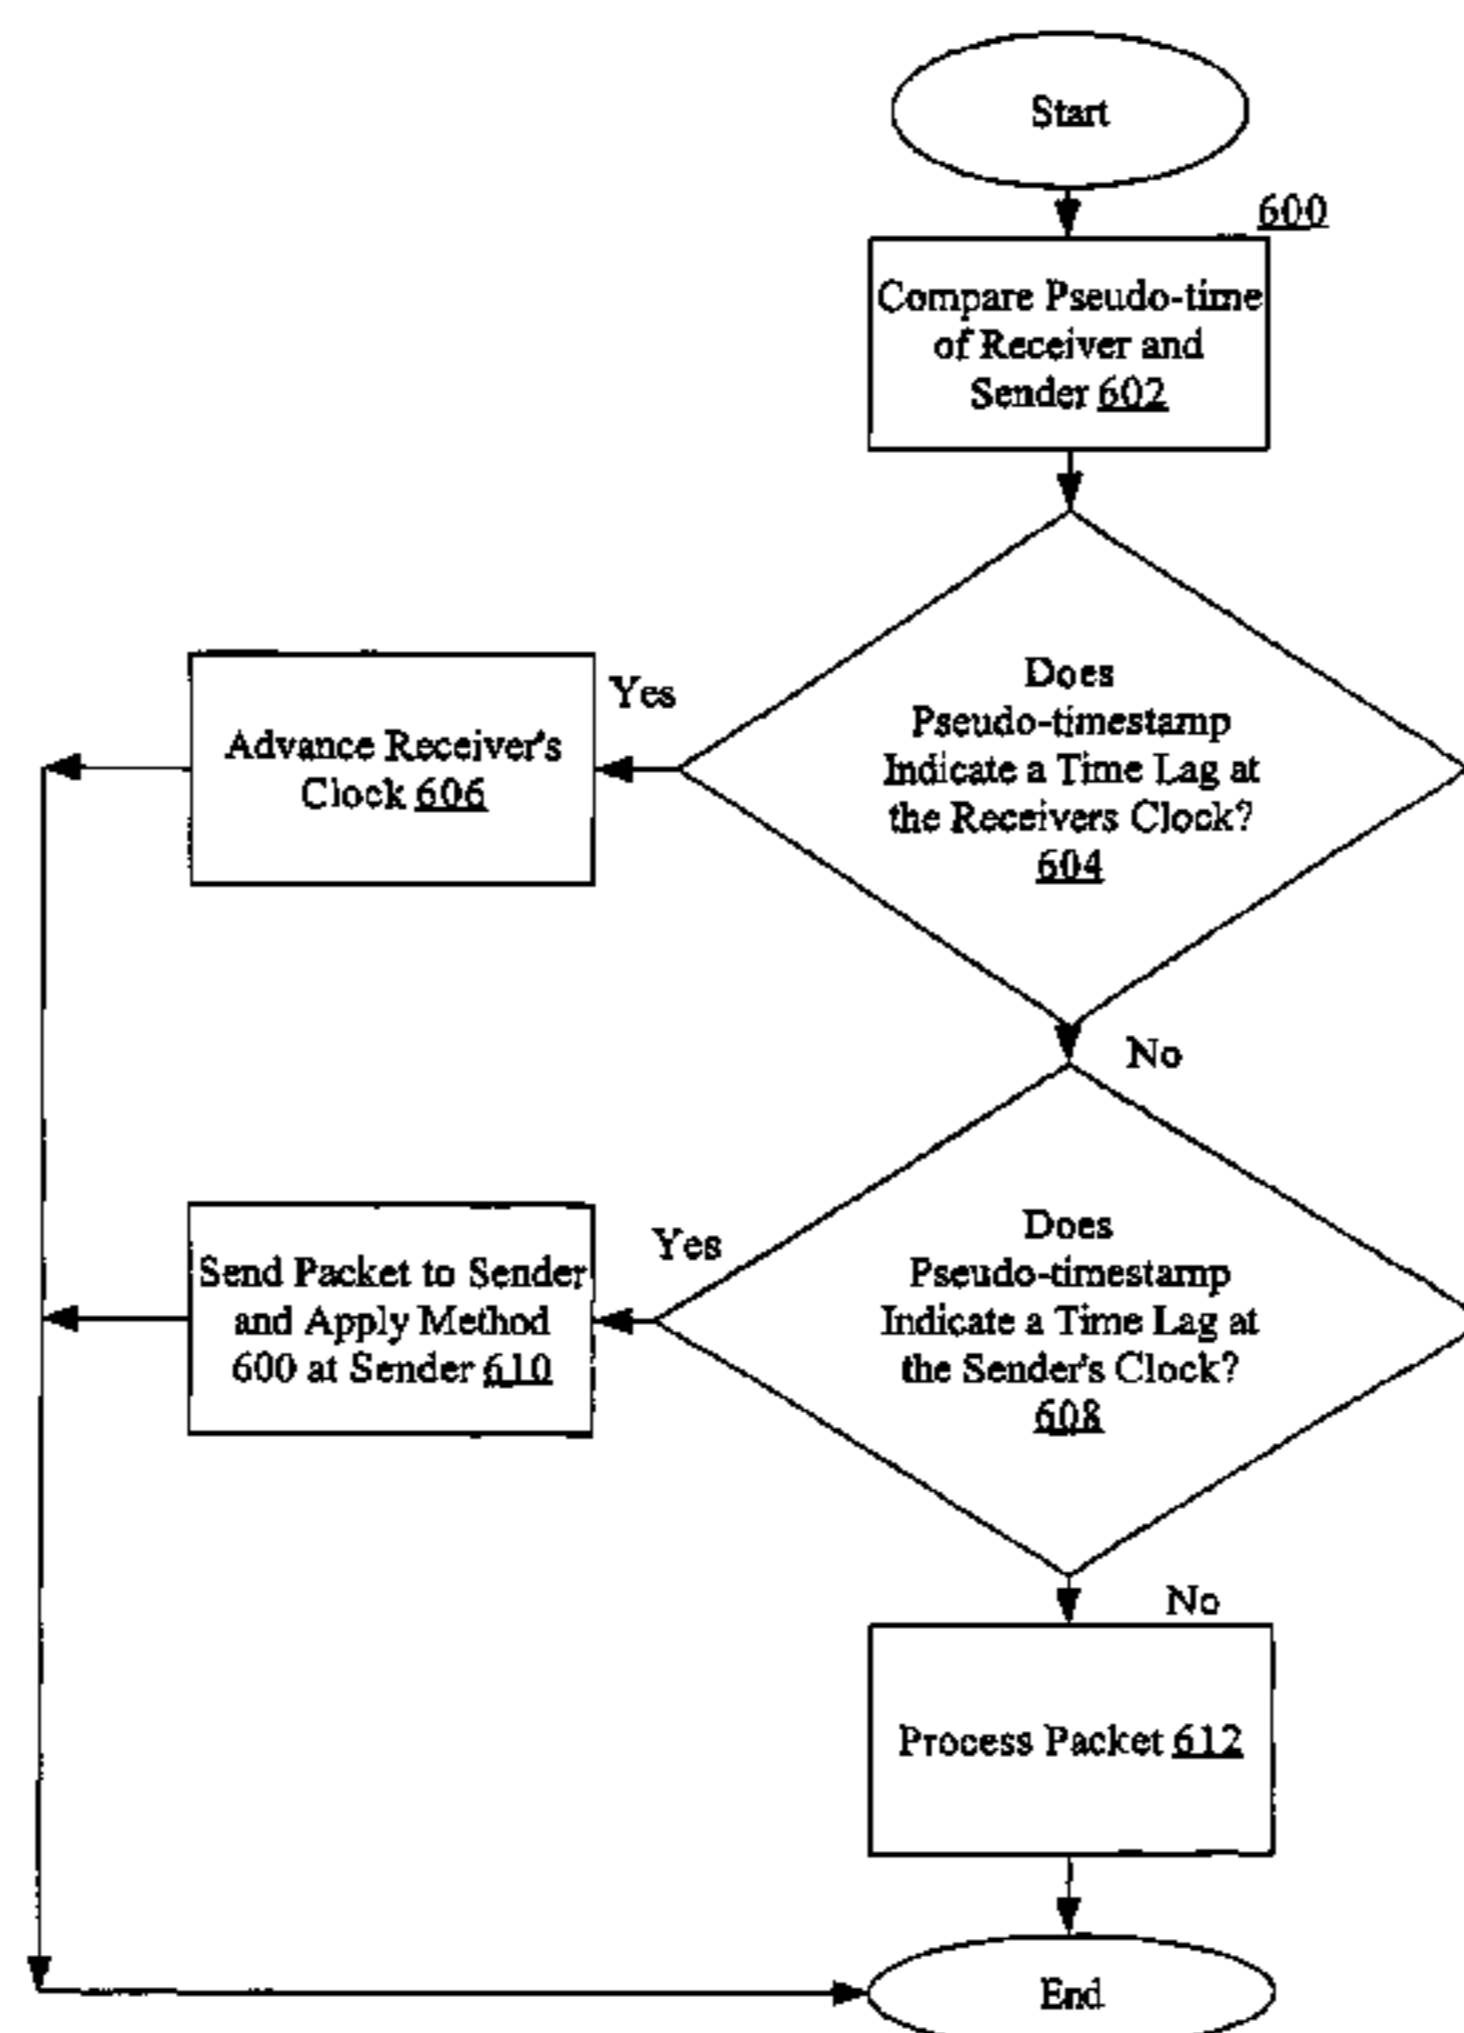 Start
600
Compare Pseudo-time
of Receiver and
Sender 602
Does
Pseudo-timestamp
Indicate a Time Lag at
the Receivers Clock?
604
Yes
Advance Receiver's
Clock 606
No
Does
Pseudo-timestamp
Indicate a Time Lag at
the Sender's Clock?
608
Yes
Send Packet to Sender
and Apply Method
600 at Sender 610
No
Process Packet 612
End